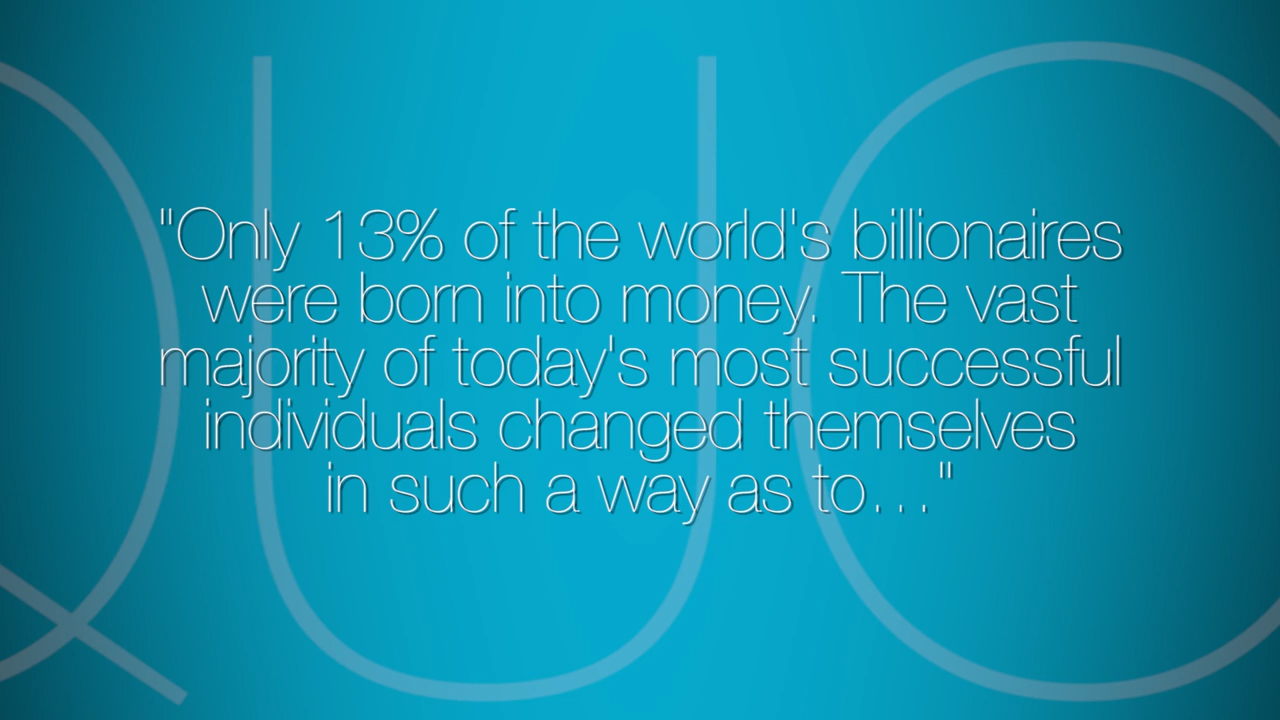 QUO
"Only 13% of the world's billionaires
were born into money. The vast
majority of today's most successful
individuals changed themselves
in such a way as to…"